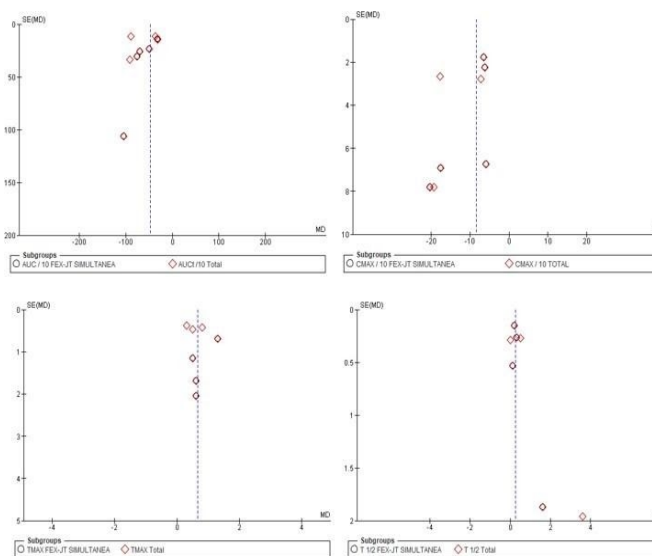 SE(MD)
0
50
100
150
200
-200
-100
0
100
200
MD
Subgroups
AUC / 10 FEX-JT SIMULTANEA
AUCt /10 Total
SE(MD)
0
2
4
6
8
10
-20
-10
0
10
20
Subgroups
CMAX / 10 FEX-JT SIMULTANEA
CMAX / 10 TOTAL
SE(MD)
0
1
2
3
4
5
-4
-2
0
2
4
MD
Subgroups
TMAX FEX-JT SIMULTANEA
TMAX Total
SE(MD)
0
0.5
1
1.5
2
-4
-2
0
2
4
Subgroups
T 1/2 FEX-JT SIMULTANEA
T 1/2 Total